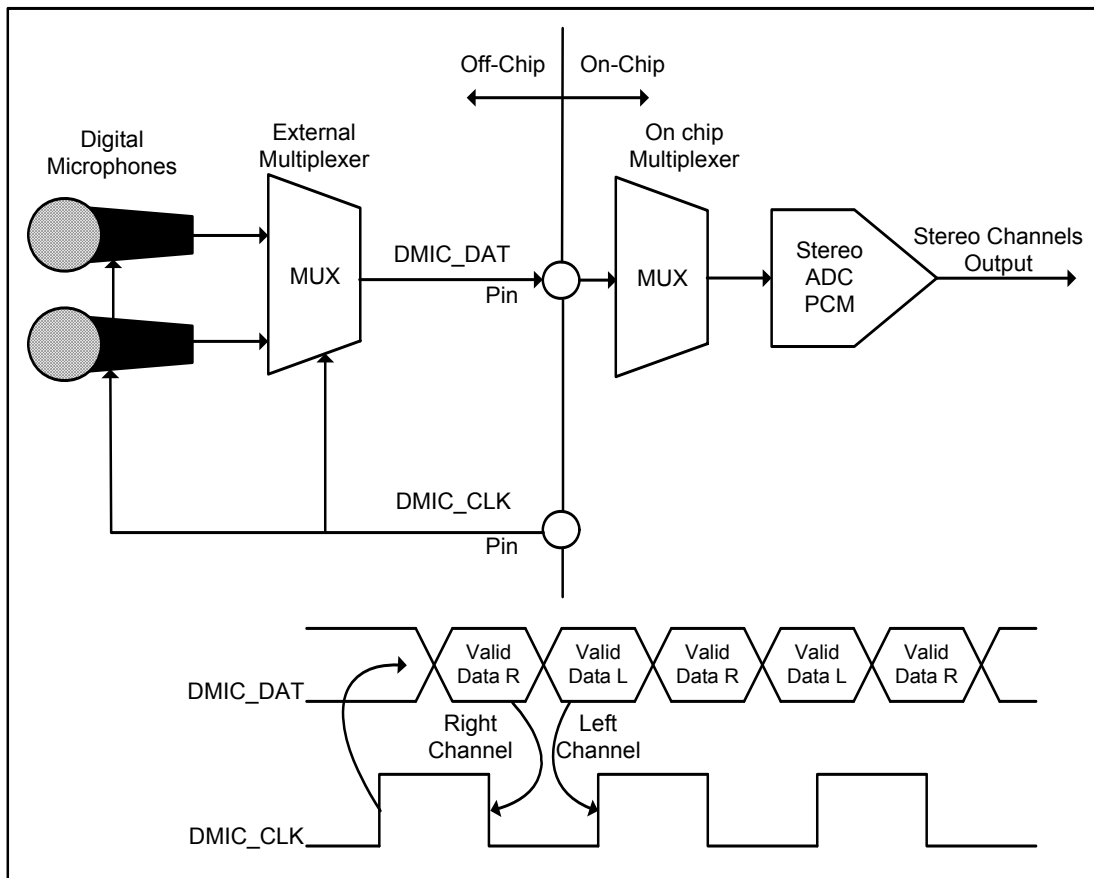 Off-Chip
On-Chip
Digital
Microphones
External
Multiplexer
On chip
Multiplexer
MUX
DMIC_DAT
Pin
MUX
Stereo
ADC
PCM
Stereo Channels
Output
DMIC_CLK
Pin
DMIC_DAT
Valid
Data R
Valid
Data L
Valid
Data R
Valid
Data L
Valid
Data R
Right
Channel
Left
Channel
DMIC_CLK